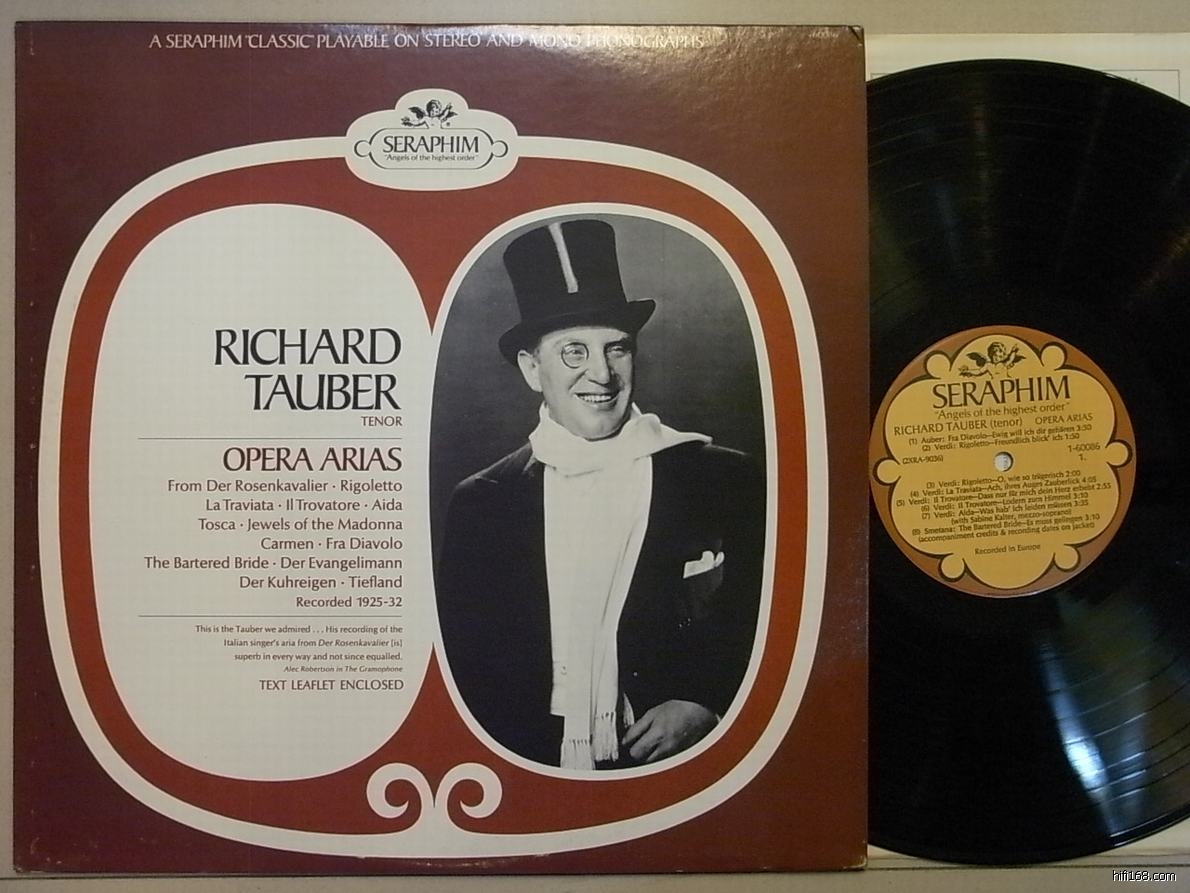 A SERAPHIM "CLASSIC" PLAYABLE ON STEREO AND MONO PHONOGRAPHS
SERAPHIM
"Angels of the highest order"
RICHARD
TAUBER
TENOR
OPERA ARIAS
From Der Rosenkavalier · Rigoletto
La Traviata · Il Trovatore · Aida
Tosca · Jewels of the Madonna
Carmen · Fra Diavolo
The Bartered Bride · Der Evangelimann
Der Kuhreigen · Tiefland
Recorded 1925-32
This is the Tauber we admired . . . His recording of the
Italian singer's aria from Der Rosenkavalier [is]
superb in every way and not since equalled.
Alec Robertson in The Gramophone
TEXT LEAFLET ENCLOSED
SERAPHIM
"Angels of the highest order"
RICHARD TAUBER (tenor) OPERA ARIAS
(1) Auber: Fra Diavolo—Ewig will ich dir gehören 3:30
(2) Verdi: Rigoletto—Freundlich blick' ich 1:50
(2XRA-9036)
1-60086
1.
(3) Verdi: Rigoletto—O, wie so trügerisch 2:00
(4) Verdi: La Traviata—Ach, ihres Auges Zauberlick 4:05
(5) Verdi: Il Trovatore—Dass nur für mich dein Herz erbebt 2:55
(6) Verdi: Il Trovatore—Lodern zum Himmel 3:10
(7) Verdi: Aida—Was hab' ich leiden müssen 3:35
(with Sabine Kalter, mezzo-soprano)
(8) Smetana: The Bartered Bride—Es muss gelingen 3:10
(accompaniment credits & recording dates on jacket)
Recorded in Europe
hifi168.com